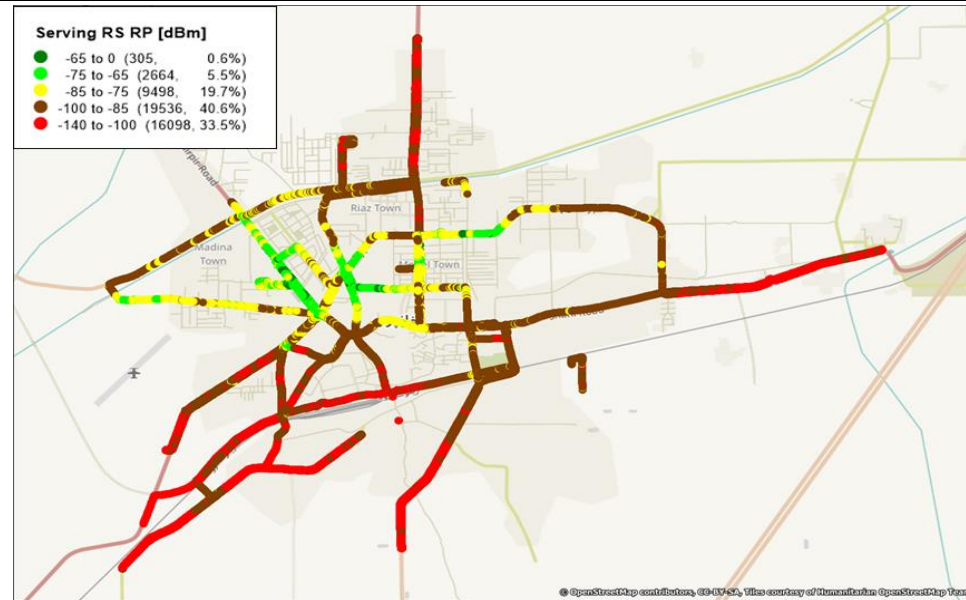 Serving RS RP [dBm]
-65 to 0 (305, 0.6%)
-75 to -65 (2664, 5.5%)
-85 to -75 (9498, 19.7%)
-100 to -85 (19536, 40.6%)
-140 to -100 (16098, 33.5%)
Road
Riaz Town
Madina
Town
Town
Road
© OpenStreetMap contributors, CC-BY-SA, Tiles courtesy of Humanitarian OpenStreetMap Tea